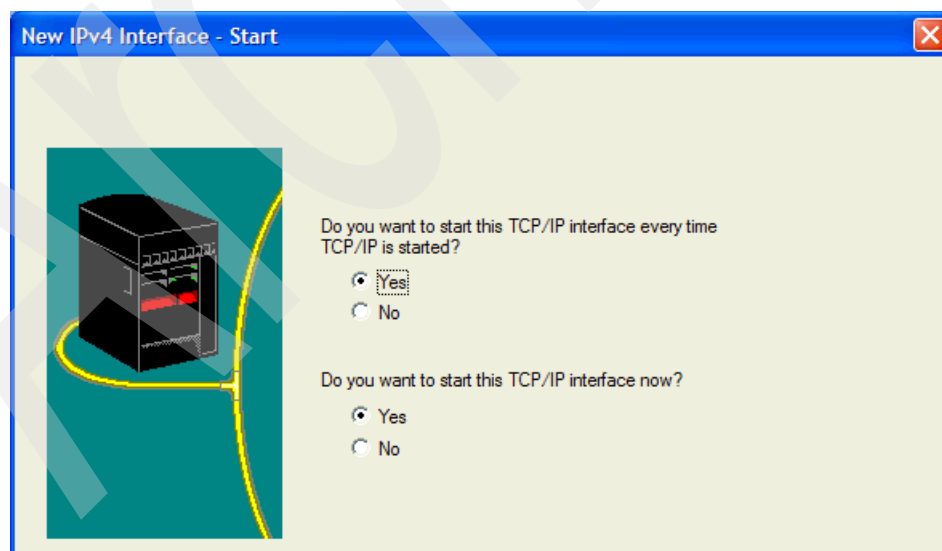 New IPv4 Interface - Start
Do you want to start this TCP/IP interface every time
TCP/IP is started?
Yes
No
Do you want to start this TCP/IP interface now?
Yes
No